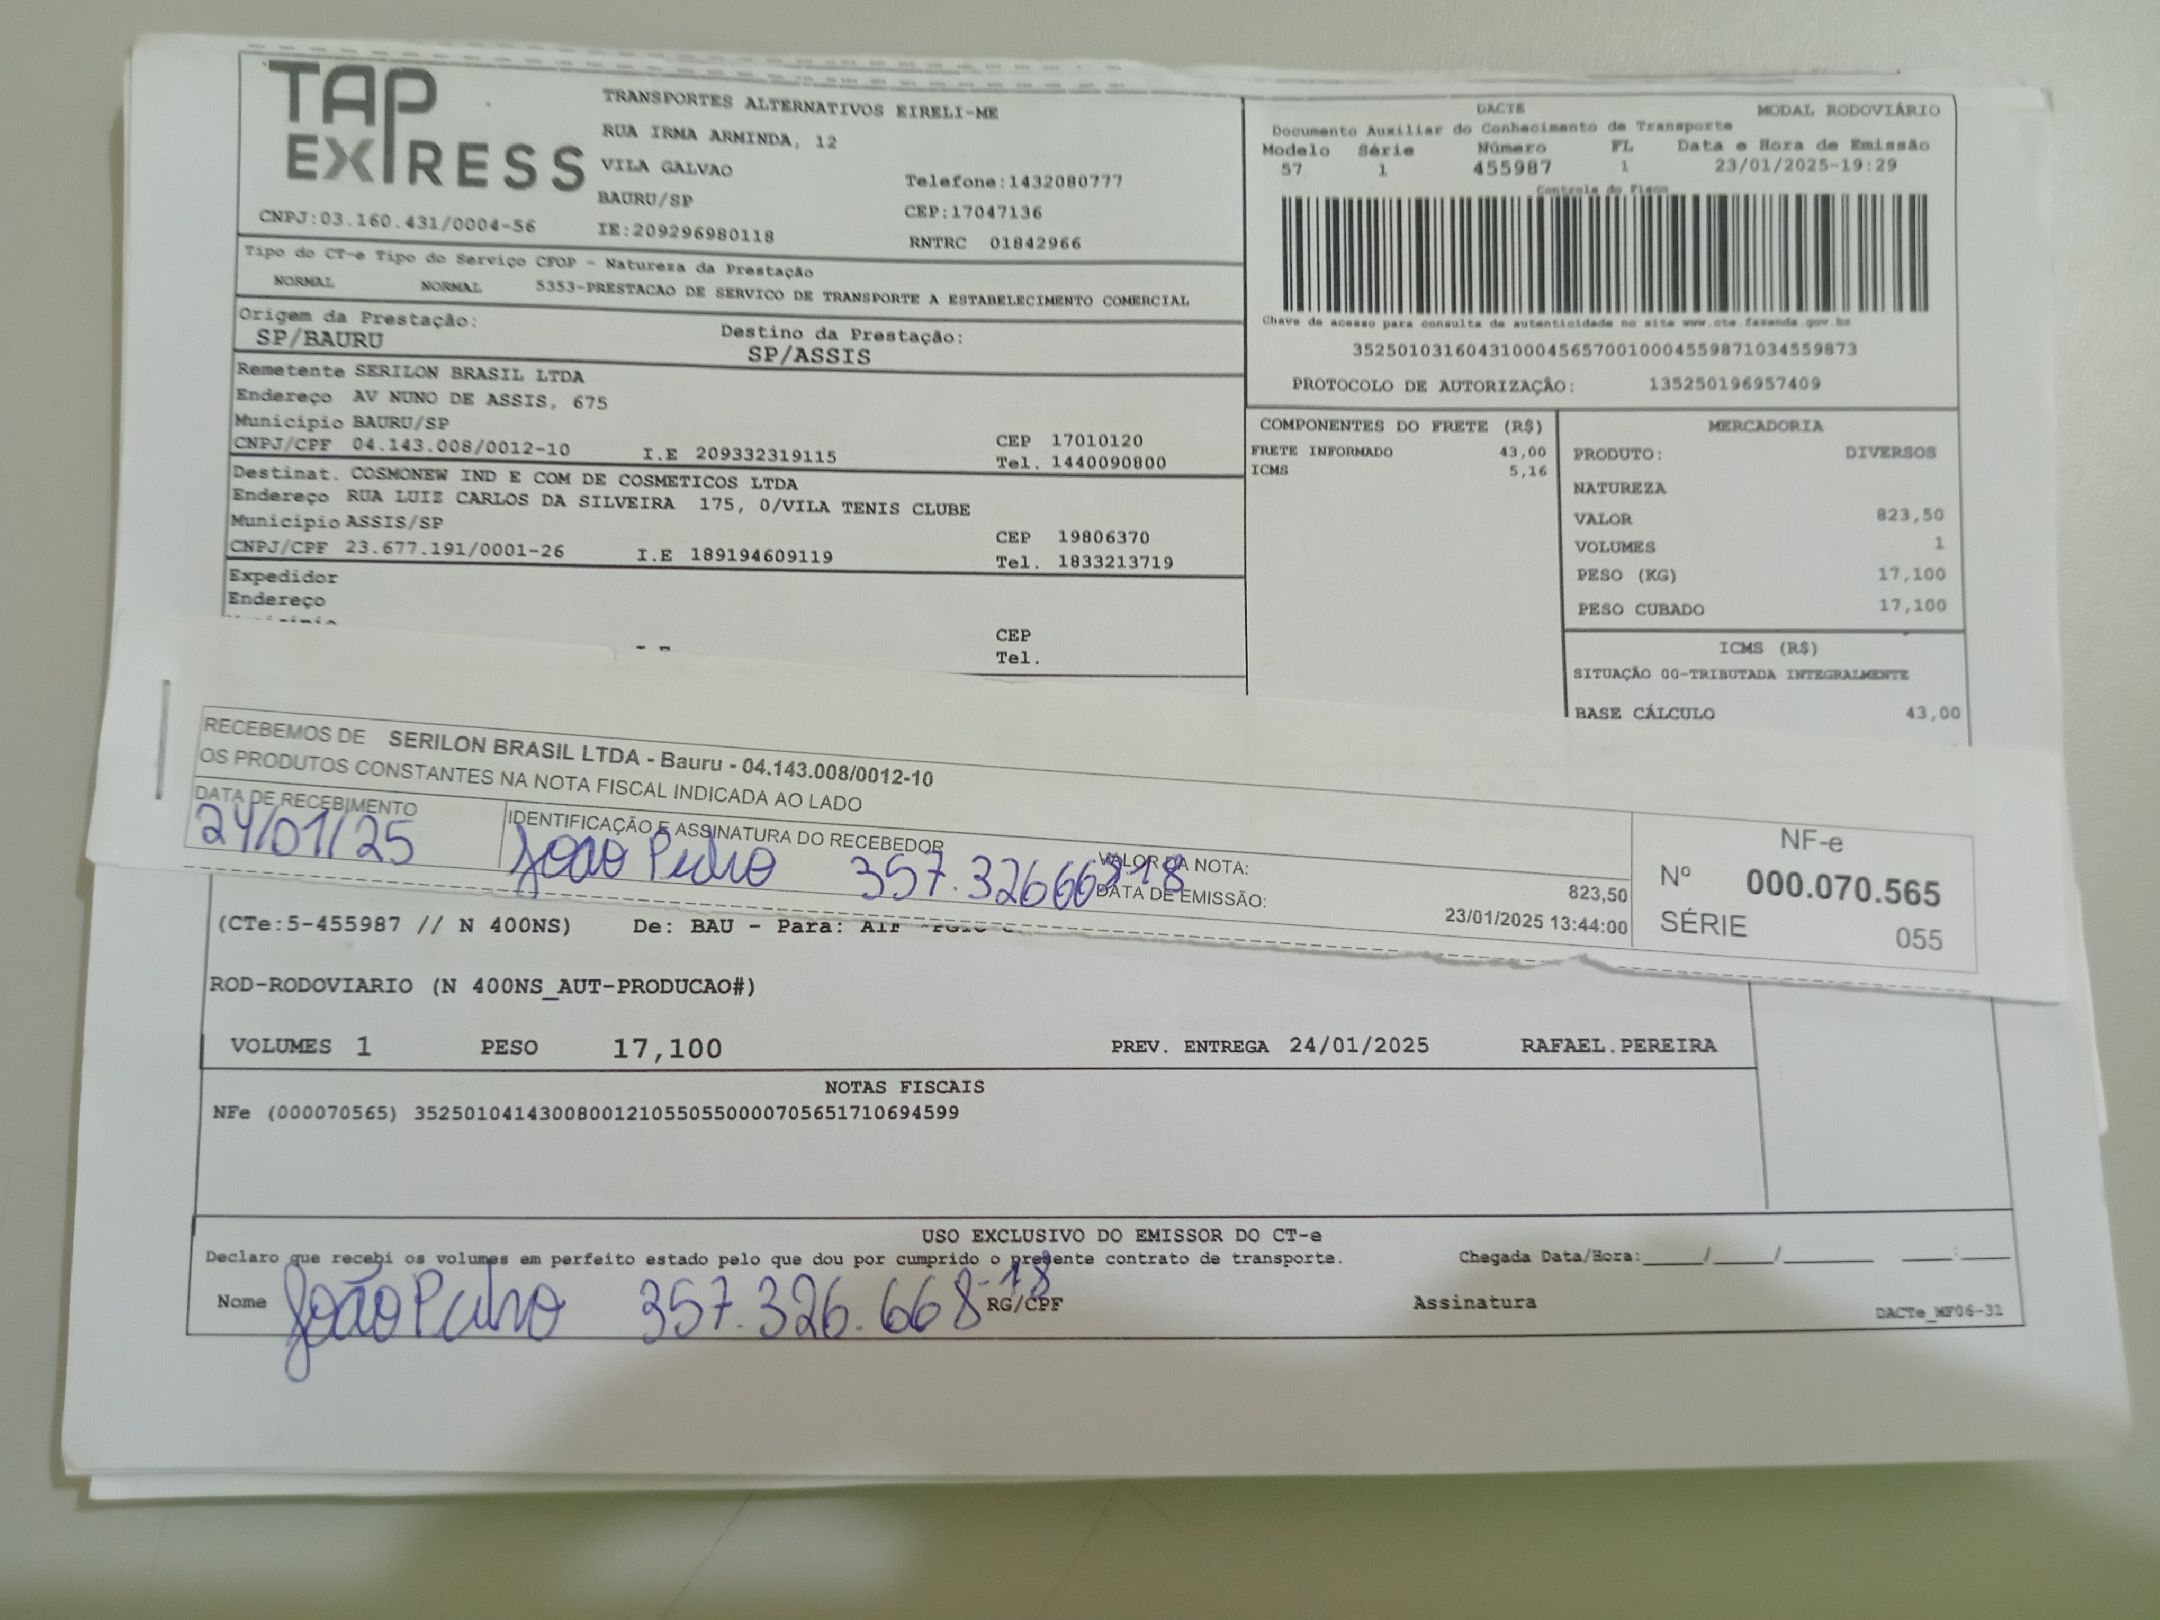 TAP EXPRESS
CNPJ:03.160.431/0004-56
TRANSPORTES ALTERNATIVOS EIRELI-ME
RUA IRMA ARMINDA, 12
VILA GALVAO
BAURU/SP
IE:209296980118
Telefone:1432080777
CEP:17047136
RNTRC 01842966
DACTE
MODAL RODOVIÁRIO
Documento Auxiliar do Conhecimento de Transporte
Modelo Série Número FL Data e Hora de Emissão
57 1 455987 1 23/01/2025-19:29
Controle do Fisco
Chave de acesso para consulta de autenticidade no site www.cte.fazenda.gov.br
35250103160431000456570010004559871034559873
PROTOCOLO DE AUTORIZAÇÃO: 135250196957409
Tipo do CT-e Tipo do Serviço CFOP - Natureza da Prestação
NORMAL NORMAL 5353-PRESTACAO DE SERVICO DE TRANSPORTE A ESTABELECIMENTO COMERCIAL
Origem da Prestação: Destino da Prestação:
SP/BAURU SP/ASSIS
Remetente SERILON BRASIL LTDA
Endereço AV NUNO DE ASSIS, 675
Município BAURU/SP CEP 17010120
CNPJ/CPF 04.143.008/0012-10 I.E 209332319115 Tel. 1440090800
Destinat. COSMONEW IND E COM DE COSMETICOS LTDA
Endereço RUA LUIZ CARLOS DA SILVEIRA 175, 0/VILA TENIS CLUBE
Município ASSIS/SP CEP 19806370
CNPJ/CPF 23.677.191/0001-26 I.E 189194609119 Tel. 1833213719
Expedidor
Endereço
CEP
Tel.
COMPONENTES DO FRETE (R$)
FRETE INFORMADO 43,00
ICMS 5,16
MERCADORIA
PRODUTO: DIVERSOS
NATUREZA
VALOR 823,50
VOLUMES 1
PESO (KG) 17,100
PESO CUBADO 17,100
ICMS (R$)
SITUAÇÃO 00-TRIBUTADA INTEGRALMENTE
BASE CÁLCULO 43,00
RECEBEMOS DE SERILON BRASIL LTDA - Bauru - 04.143.008/0012-10
OS PRODUTOS CONSTANTES NA NOTA FISCAL INDICADA AO LADO
DATA DE RECEBIMENTO
24/01/25
IDENTIFICAÇÃO E ASSINATURA DO RECEBEDOR
João Pedro 357.326668-18
VALOR DA NOTA: 823,50
DATA DE EMISSÃO: 23/01/2025 13:44:00
NF-e
Nº 000.070.565
SÉRIE 055
(CTe:5-455987 // N 400NS) De: BAU - Para:
ROD-RODOVIARIO (N 400NS_AUT-PRODUCAO#)
VOLUMES 1 PESO 17,100 PREV. ENTREGA 24/01/2025 RAFAEL.PEREIRA
NOTAS FISCAIS
NFe (000070565) 35250104143008001210550550000705651710694599
USO EXCLUSIVO DO EMISSOR DO CT-e
Declaro que recebi os volumes em perfeito estado pelo que dou por cumprido o presente contrato de transporte. Chegada Data/Hora:____/____/______ ___:___
Nome João Pedro 357.326.668-18 RG/CPF Assinatura
DACTe_MF06-31